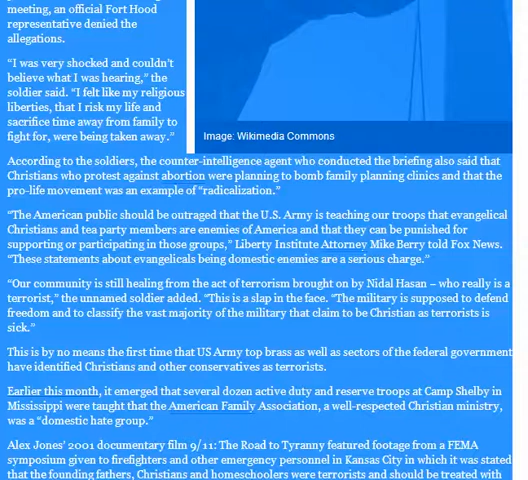 meeting, an official Fort Hood
representative denied the
allegations.
“I was very shocked and couldn’t
believe what I was hearing,” the
soldier said. “I felt like my religious
liberties, that I risk my life and
sacrifice time away from family to
fight for, were being taken away.”
Image: Wikimedia Commons
According to the soldiers, the counter-intelligence agent who conducted the briefing also said that
Christians who protest against abortion were planning to bomb family planning clinics and that the
pro-life movement was an example of “radicalization.”
“The American public should be outraged that the U.S. Army is teaching our troops that evangelical
Christians and tea party members are enemies of America and that they can be punished for
supporting or participating in those groups,” Liberty Institute Attorney Mike Berry told Fox News.
“These statements about evangelicals being domestic enemies are a serious charge.”
“Our community is still healing from the act of terrorism brought on by Nidal Hasan – who really is a
terrorist,” the unnamed soldier added. “This is a slap in the face. “The military is supposed to defend
freedom and to classify the vast majority of the military that claim to be Christian as terrorists is
sick.”
This is by no means the first time that US Army top brass as well as sectors of the federal government
have identified Christians and other conservatives as terrorists.
Earlier this month, it emerged that several dozen active duty and reserve troops at Camp Shelby in
Mississippi were taught that the American Family Association, a well-respected Christian ministry,
was a “domestic hate group.”
Alex Jones’ 2001 documentary film 9/11: The Road to Tyranny featured footage from a FEMA
symposium given to firefighters and other emergency personnel in Kansas City in which it was stated
that the founding fathers, Christians and homeschoolers were terrorists and should be treated with